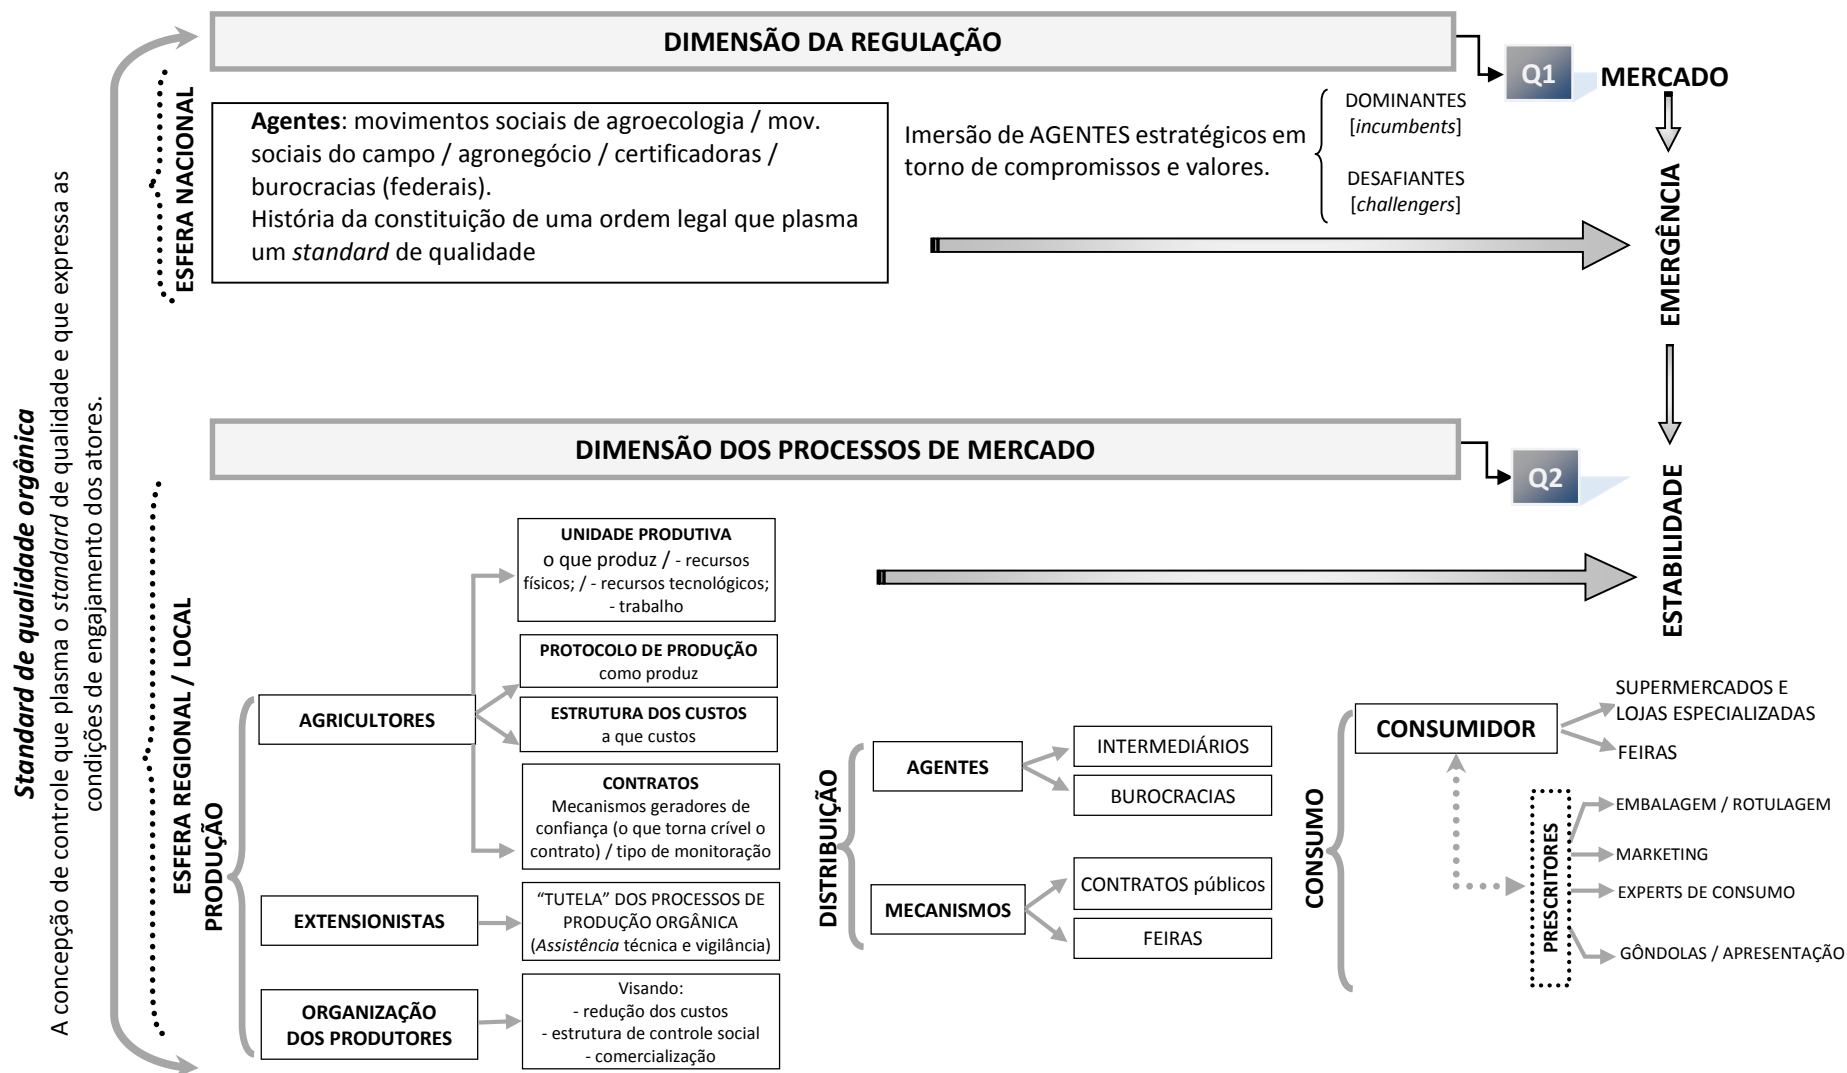 DIMENSÃO DA REGULAÇÃO
Q1
MERCADO
EMERGÊNCIA
ESTABILIDADE
Standard de qualidade orgânica
A concepção de controle que plasma o standard de qualidade e que expressa as
condições de engajamento dos atores.
ESFERA NACIONAL
Agentes: movimentos sociais de agroecologia / mov.
sociais do campo / agronegócio / certificadoras /
burocracias (federais).
História da constituição de uma ordem legal que plasma
um standard de qualidade
Imersão de AGENTES estratégicos em
torno de compromissos e valores.
DOMINANTES
[incumbents]
DESAFIANTES
[challengers]
DIMENSÃO DOS PROCESSOS DE MERCADO
Q2
ESFERA REGIONAL / LOCAL
PRODUÇÃO
AGRICULTORES
UNIDADE PRODUTIVA
o que produz / - recursos
físicos; / - recursos tecnológicos;
- trabalho
PROTOCOLO DE PRODUÇÃO
como produz
ESTRUTURA DOS CUSTOS
a que custos
CONTRATOS
Mecanismos geradores de
confiança (o que torna crível o
contrato) / tipo de monitoração
EXTENSIONISTAS
“TUTELA” DOS PROCESSOS DE
PRODUÇÃO ORGÂNICA
(Assistência técnica e vigilância)
ORGANIZAÇÃO
DOS PRODUTORES
Visando:
- redução dos custos
- estrutura de controle social
- comercialização
DISTRIBUIÇÃO
AGENTES
INTERMEDIÁRIOS
BUROCRACIAS
MECANISMOS
CONTRATOS públicos
FEIRAS
CONSUMO
CONSUMIDOR
SUPERMERCADOS E
LOJAS ESPECIALIZADAS
FEIRAS
PRESCRITORES
EMBALAGEM / ROTULAGEM
MARKETING
EXPERTS DE CONSUMO
GÔNDOLAS / APRESENTAÇÃO